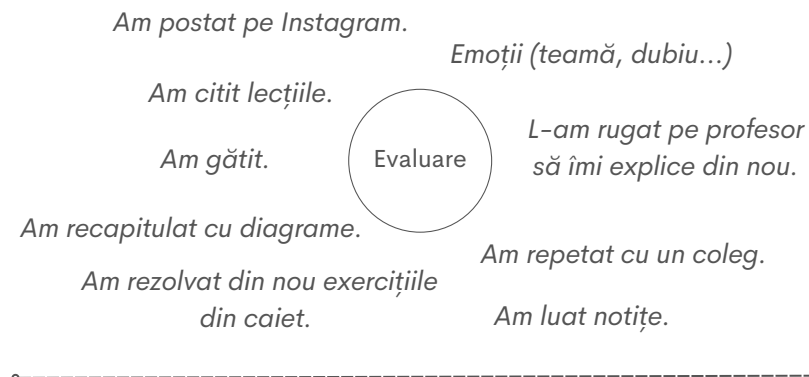 Am postat pe Instagram.
Emoții (teamă, dubiu...)
Am citit lecțiile.
L-am rugat pe profesor
să îmi explice din nou.
Evaluare
Am gătit.
Am recapitulat cu diagrame.
Am repetat cu un coleg.
Am rezolvat din nou exercițiile
din caiet.
Am luat notițe.